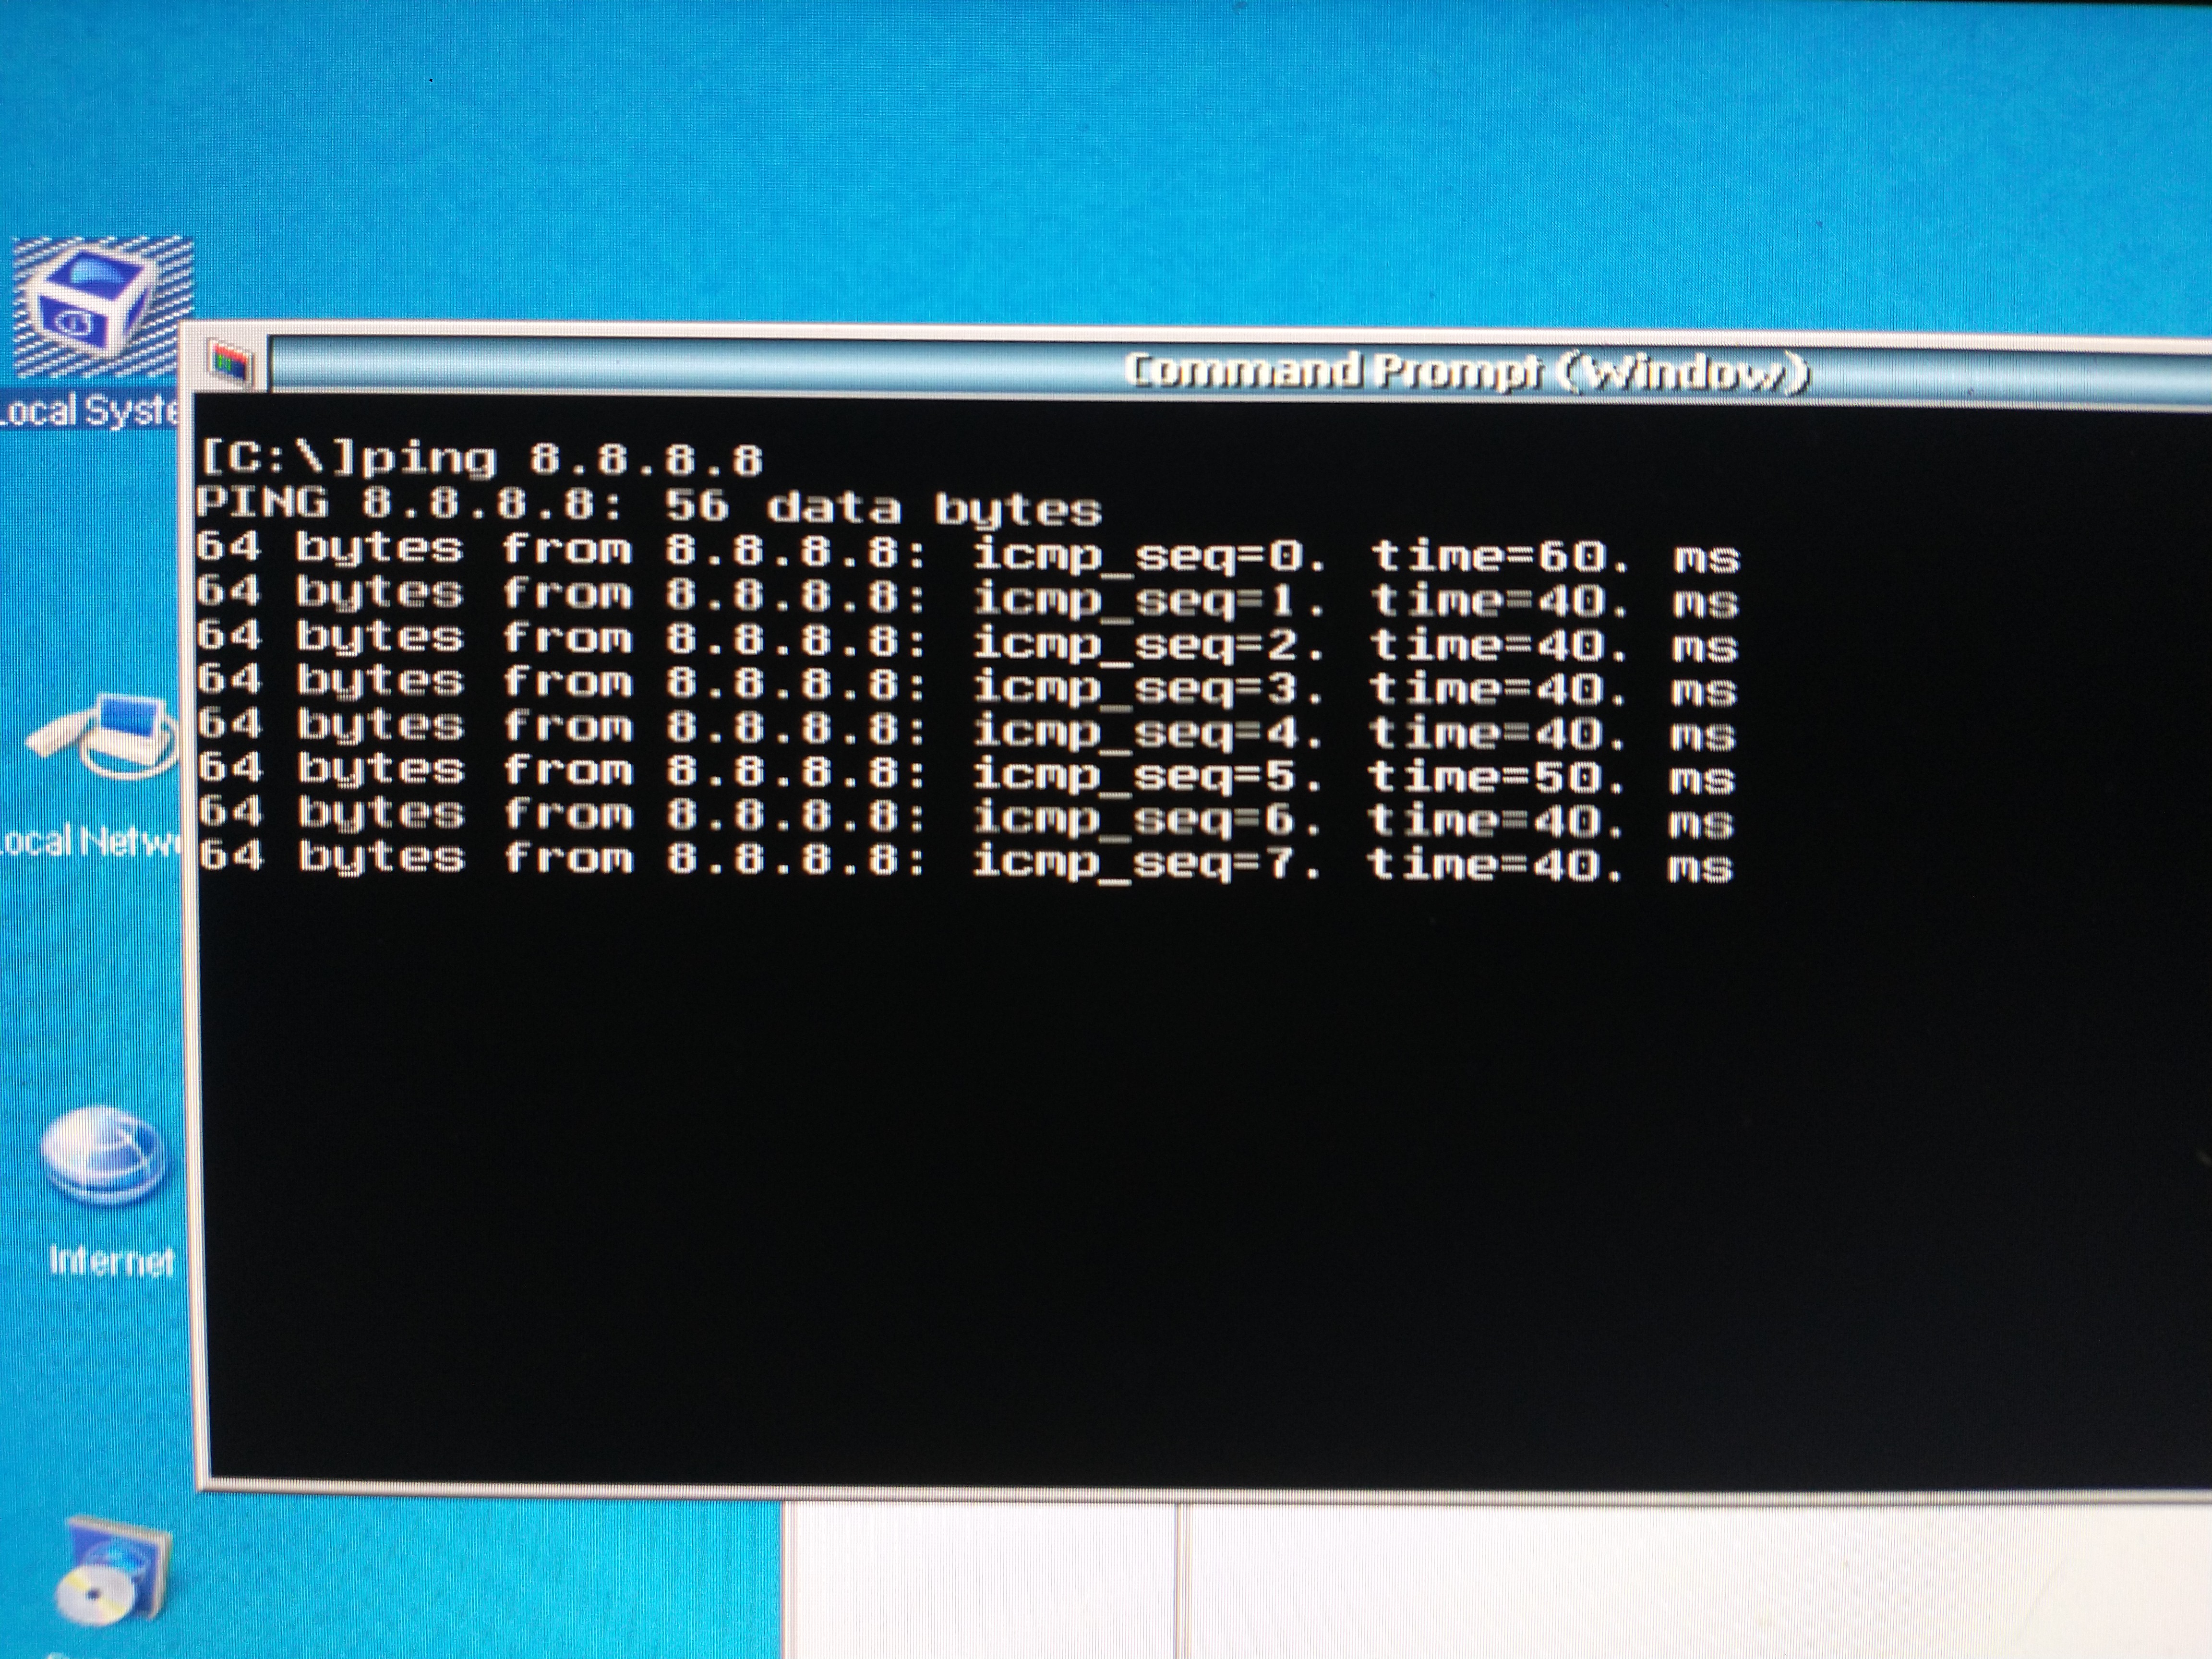 Command Prompt (Window)
[C:\]ping 8.8.8.8
PING 8.8.8.8: 56 data bytes
64 bytes from 8.8.8.8: icmp_seq=0. time=60. ms
64 bytes from 8.8.8.8: icmp_seq=1. time=40. ms
64 bytes from 8.8.8.8: icmp_seq=2. time=40. ms
64 bytes from 8.8.8.8: icmp_seq=3. time=40. ms
64 bytes from 8.8.8.8: icmp_seq=4. time=40. ms
64 bytes from 8.8.8.8: icmp_seq=5. time=50. ms
64 bytes from 8.8.8.8: icmp_seq=6. time=40. ms
64 bytes from 8.8.8.8: icmp_seq=7. time=40. ms
Local Syste
Local Netw
Internet